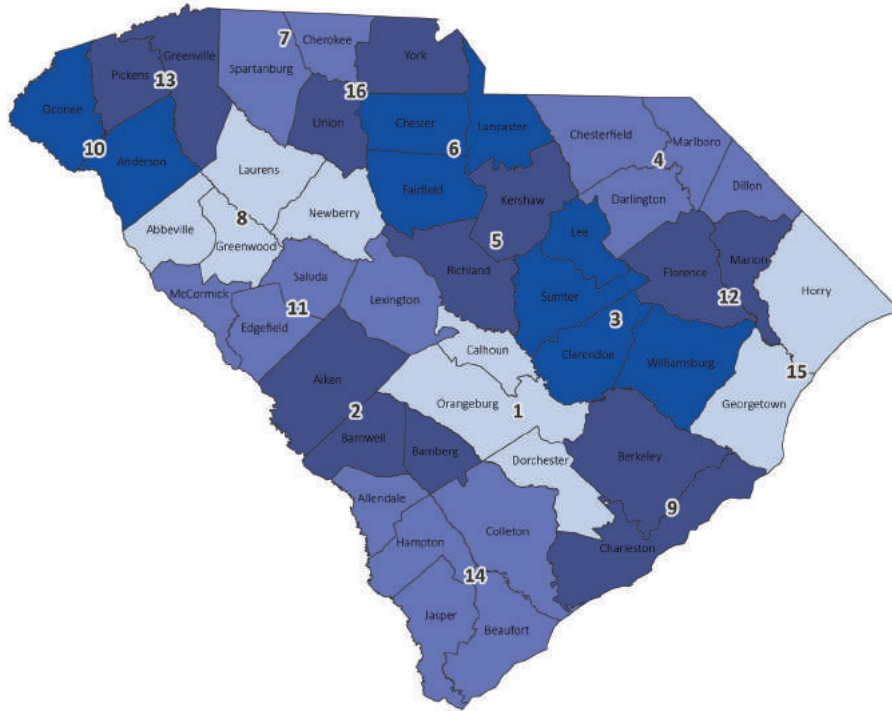 7
Cherokee
York
Greenville
Spartanburg
Pickens
13
16
Oconee
Union
Chester
Lancaster
Chesterfield
Marlboro
10
6
4
Anderson
Laurens
Dillon
Fairfield
Kershaw
Darlington
Abbeville
8
Newberry
Greenwood
5
Lee
Florence
Marion
Saluda
Richland
McCormick
Lexington
Sumter
12
Horry
11
3
Edgefield
Calhoun
Clarendon
Williamsburg
Aiken
15
Orangeburg
1
Georgetown
2
Barnwell
Bamberg
Dorchester
Berkeley
Allendale
Colleton
9
Hampton
Charleston
14
Jasper
Beaufort